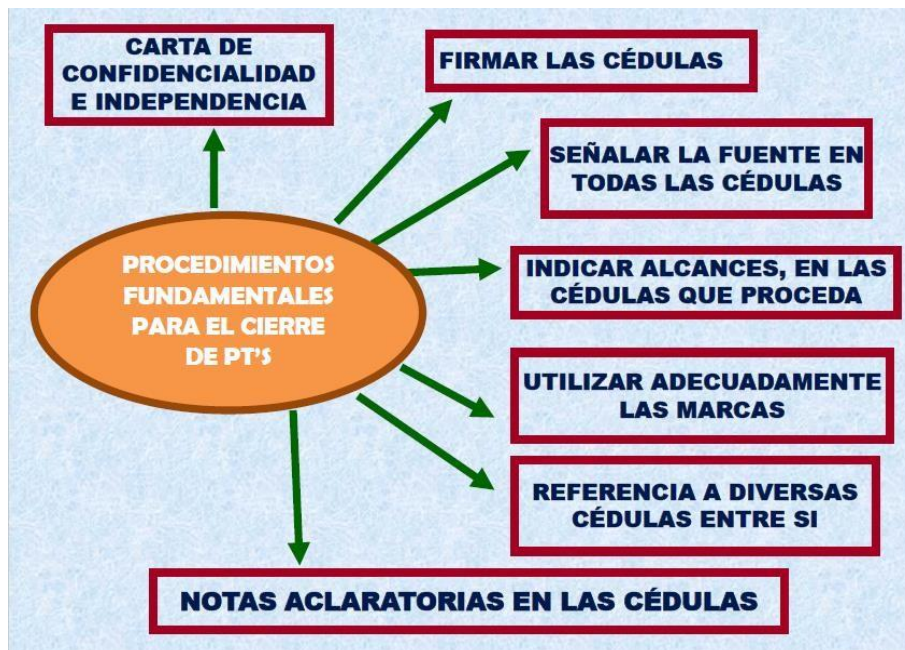 CARTA DE
CONFIDENCIALIDAD
E INDEPENDENCIA
FIRMAR LAS CÉDULAS
SEÑALAR LA FUENTE EN
TODAS LAS CÉDULAS
PROCEDIMIENTOS
FUNDAMENTALES
PARA EL CIERRE
DE PT'S
INDICAR ALCANCES, EN LAS
CÉDULAS QUE PROCEDA
UTILIZAR ADECUADAMENTE
LAS MARCAS
REFERENCIA A DIVERSAS
CÉDULAS ENTRE SI
NOTAS ACLARATORIAS EN LAS CÉDULAS